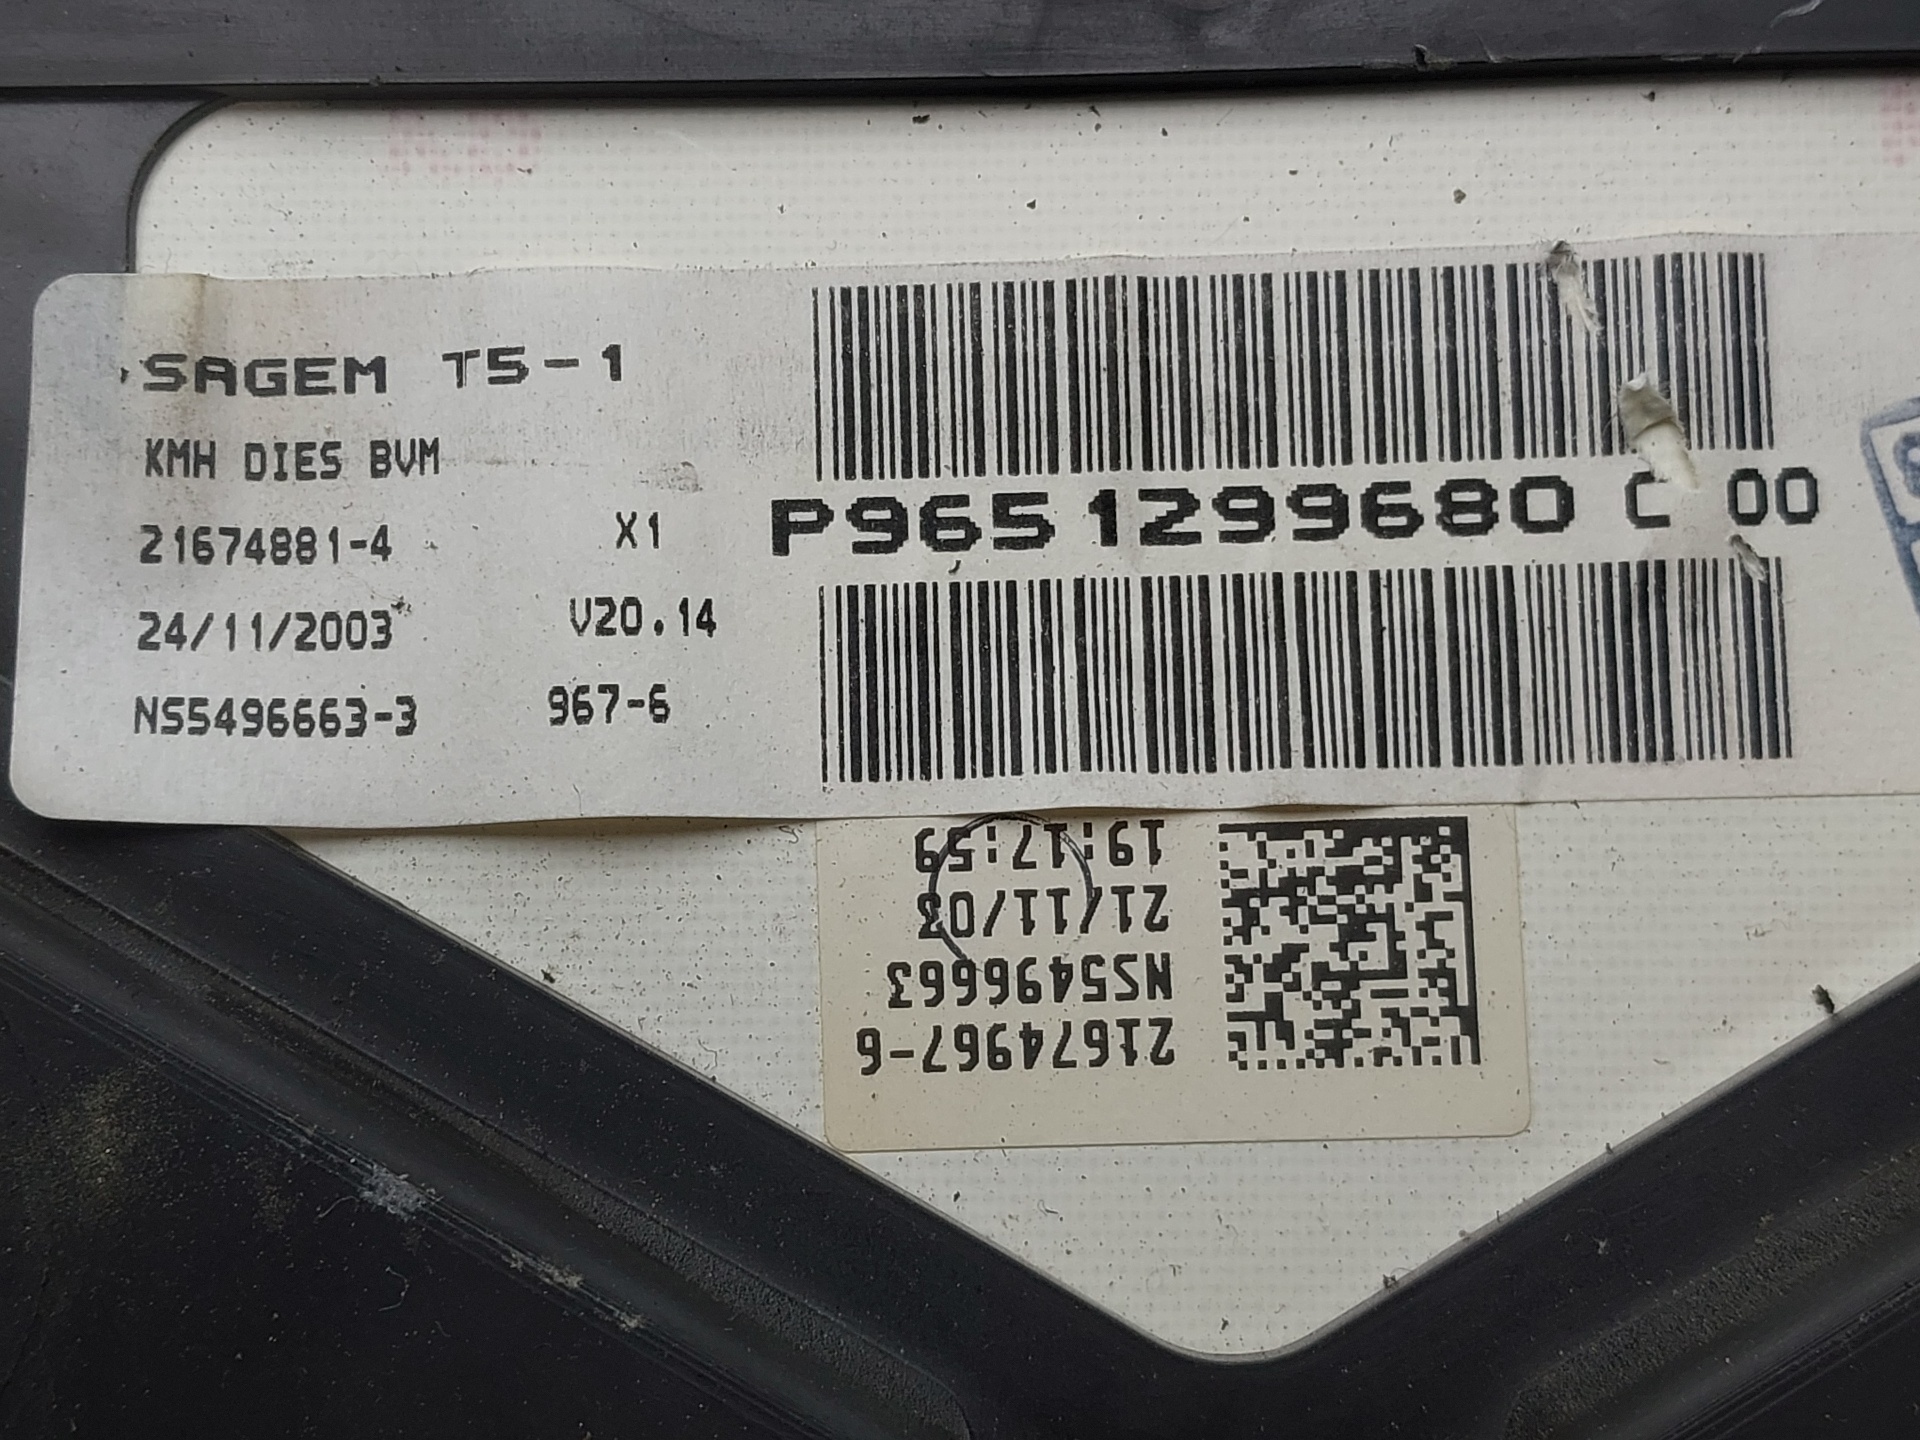 SAGEM T5-1
KMH DIES BVM
21674881-4 X1
P9651299680 C 00
24/11/2003 V20.14
NS5496663-3 967-6
21674967-6
NS5496663
21/11/03
19:17:59